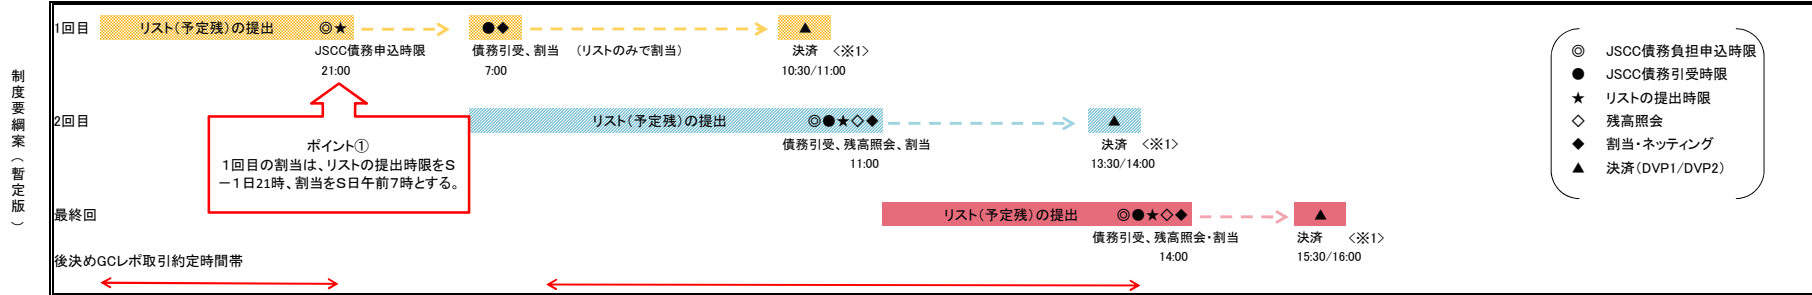 制度要綱案（暫定版）
1回目
リスト(予定残)の提出 ◎★
JSCC債務申込時限
21:00
●◆
債務引受、割当 （リストのみで割当）
7:00
▲
決済 <※1>
10:30/11:00
ポイント①
１回目の割当は、リストの提出時限をS
－１日21時、割当をＳ日午前７時とする。
2回目
リスト(予定残)の提出 ◎●★◇◆
債務引受、残高照会、割当
11:00
▲
決済 <※1>
13:30/14:00
最終回
リスト(予定残)の提出 ◎●★◇◆
債務引受、残高照会・割当
14:00
▲
決済 <※1>
15:30/16:00
後決めGCレポ取引約定時間帯
◎ JSCC債務負担申込時限
● JSCC債務引受時限
★ リストの提出時限
◇ 残高照会
◆ 割当・ネッティング
▲ 決済(DVP1/DVP2)